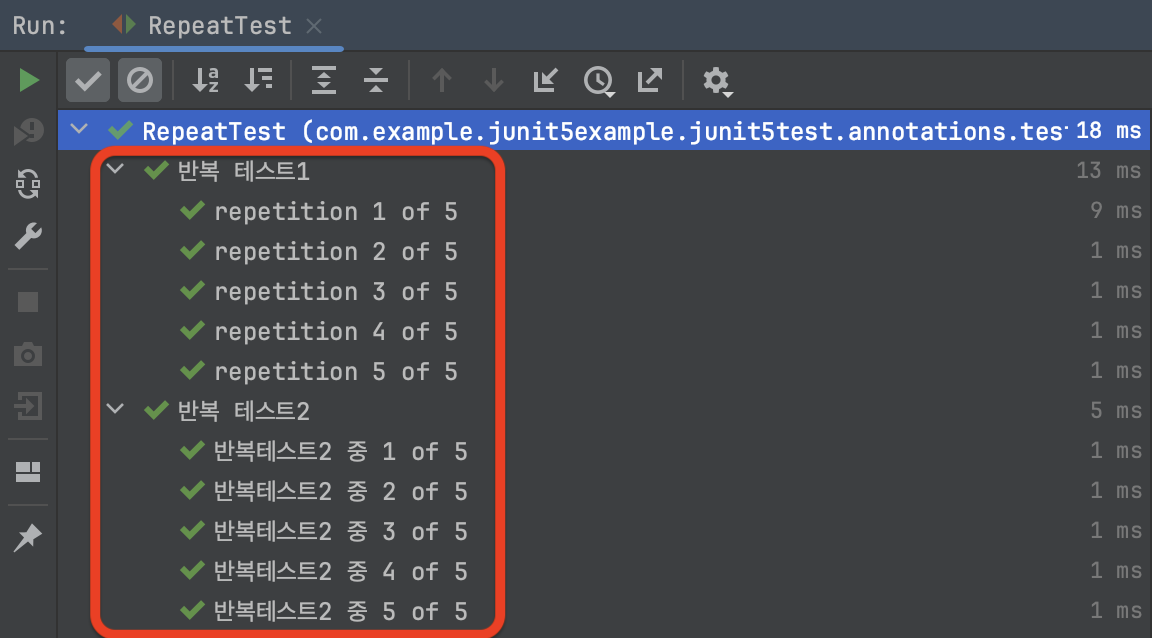 Run: RepeatTest
RepeatTest (com.example.junit5example.junit5test.annotations.tes 18 ms
반복 테스트1 13 ms
repetition 1 of 5 9 ms
repetition 2 of 5 1 ms
repetition 3 of 5 1 ms
repetition 4 of 5 1 ms
repetition 5 of 5 1 ms
반복 테스트2 5 ms
반복테스트2 중 1 of 5 1 ms
반복테스트2 중 2 of 5 1 ms
반복테스트2 중 3 of 5 1 ms
반복테스트2 중 4 of 5 1 ms
반복테스트2 중 5 of 5 1 ms